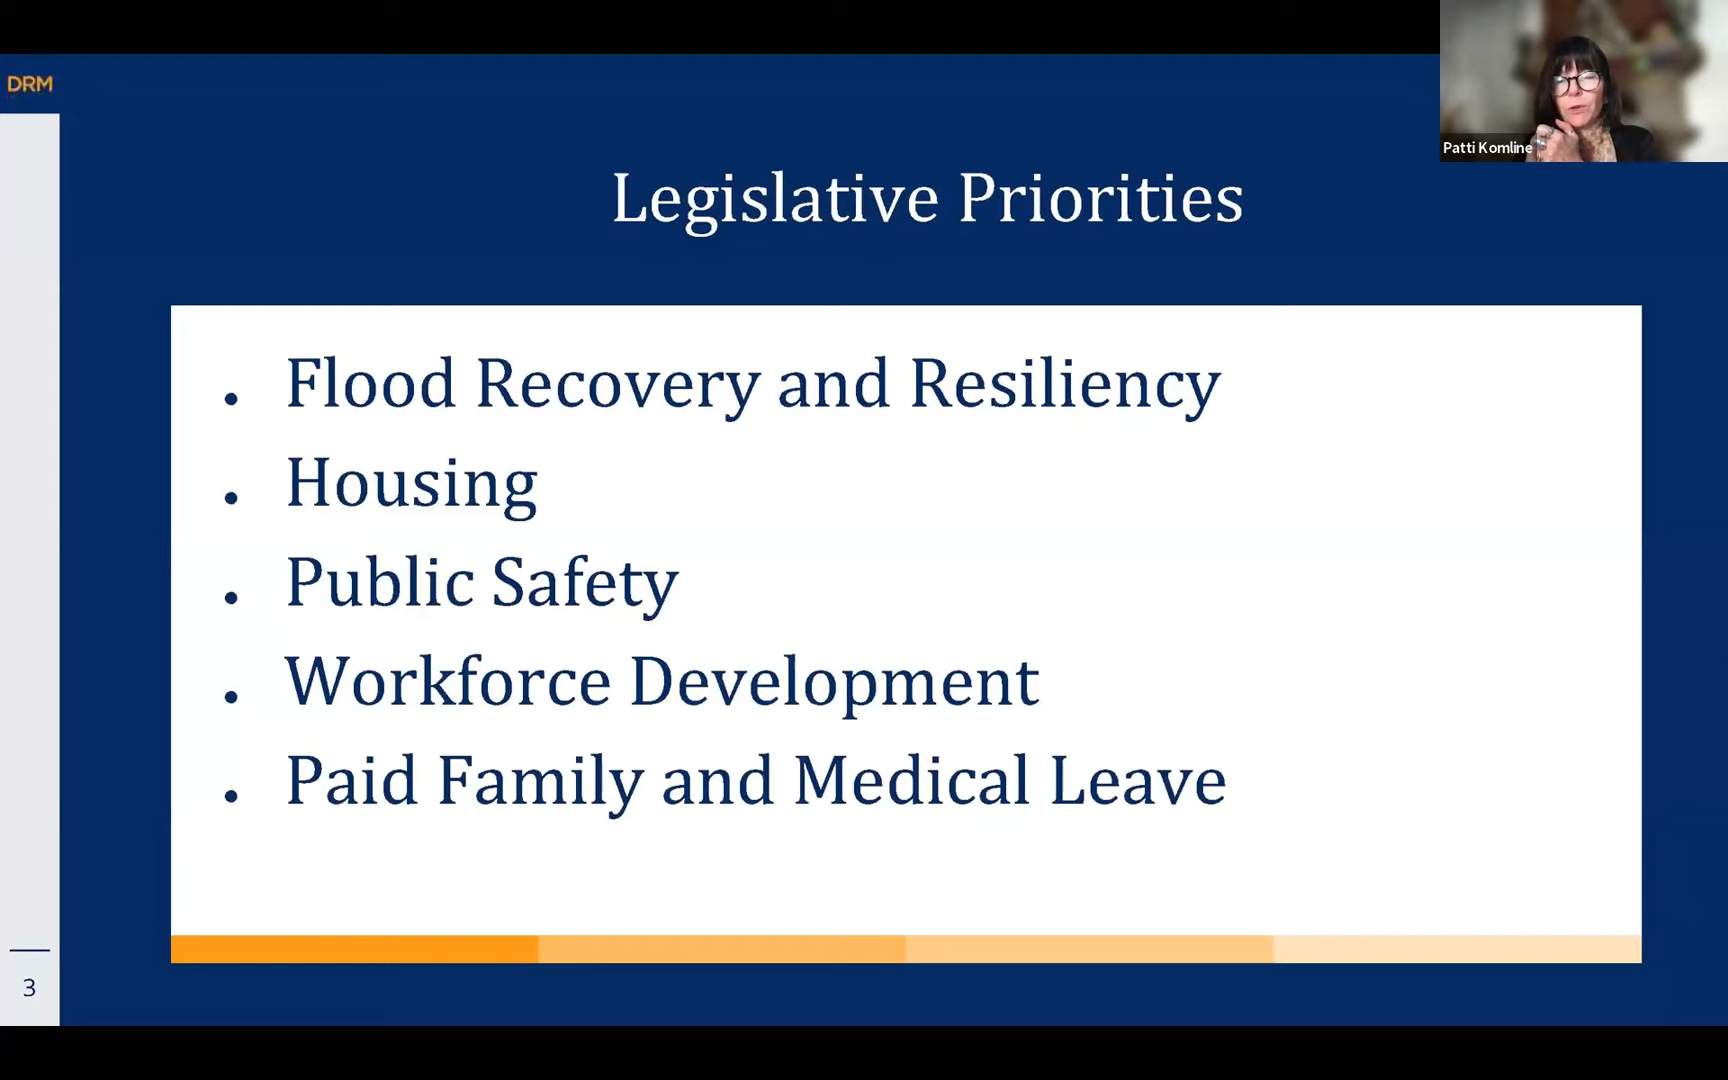 DRM
Patti Komline
Legislative Priorities
• Flood Recovery and Resiliency
• Housing
• Public Safety
• Workforce Development
• Paid Family and Medical Leave
3